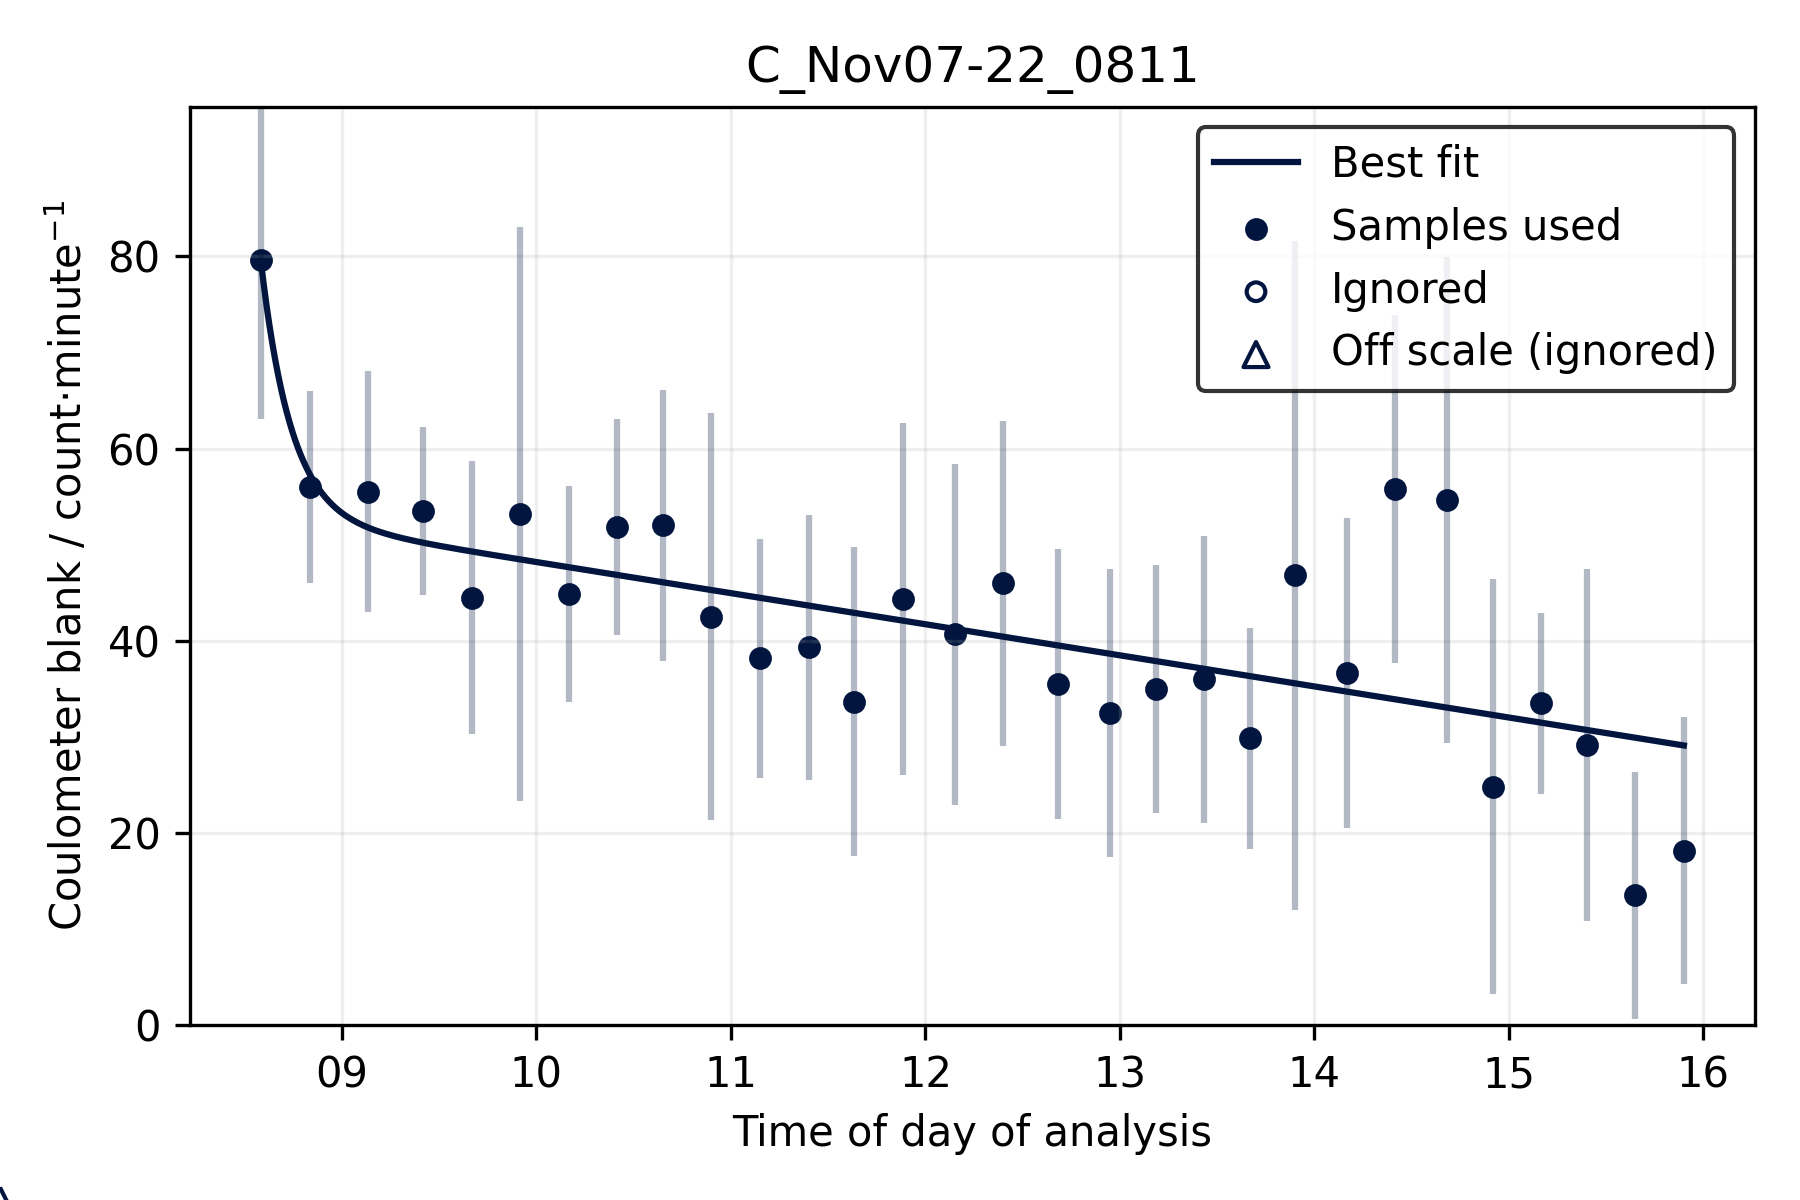 C_Nov07-22_0811
Best fit
Samples used
Ignored
Off scale (ignored)
Coulometer blank / count·minute⁻¹
80
60
40
20
0
09 10 11 12 13 14 15 16
Time of day of analysis